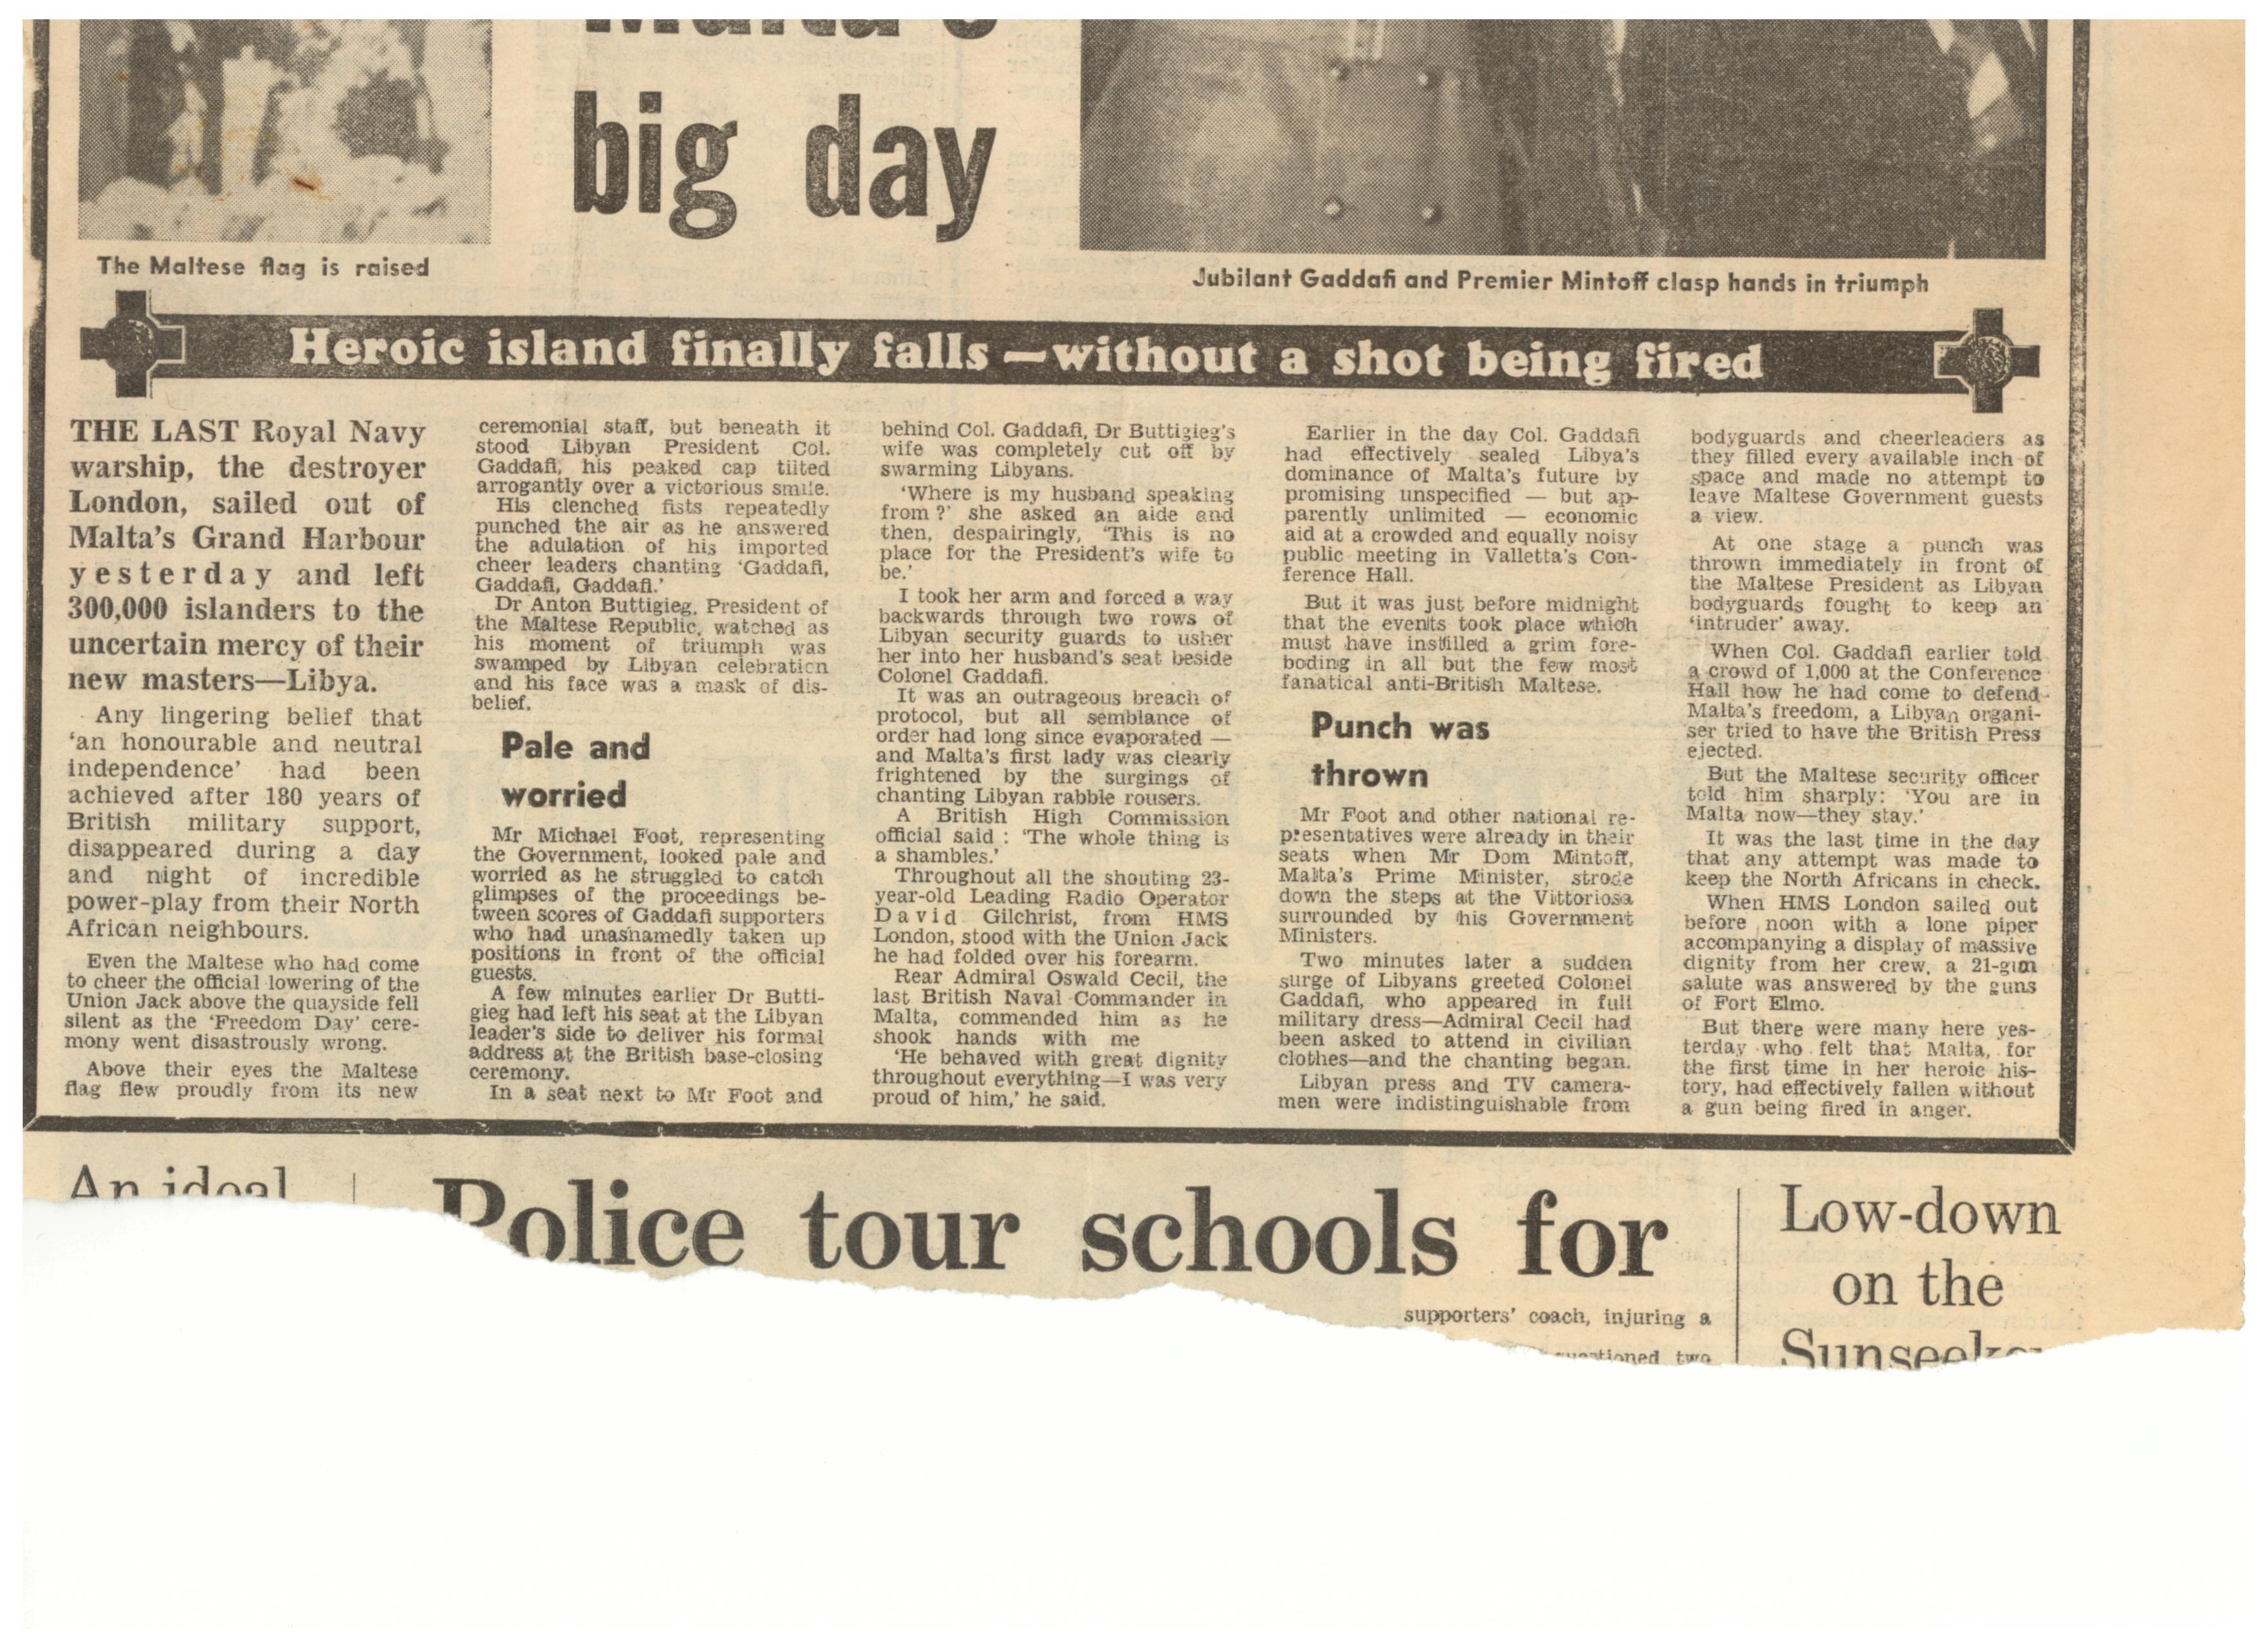 big day
The Maltese flag is raised
Jubilant Gaddafi and Premier Mintoff clasp hands in triumph
Heroic island finally falls—without a shot being fired
THE LAST Royal Navy
warship, the destroyer
London, sailed out of
Malta's Grand Harbour
yesterday and left
300,000 islanders to the
uncertain mercy of their
new masters—Libya.
Any lingering belief that
'an honourable and neutral
independence' had been
achieved after 180 years of
British military support,
disappeared during a day
and night of incredible
power-play from their North
African neighbours.
Even the Maltese who had come
to cheer the official lowering of the
Union Jack above the quayside fell
silent as the 'Freedom Day' cere-
mony went disastrously wrong.
Above their eyes the Maltese
flag flew proudly from its new
ceremonial staff, but beneath it
stood Libyan President Col.
Gaddafi, his peaked cap tilted
arrogantly over a victorious smile.
His clenched fists repeatedly
punched the air as he answered
the adulation of his imported
cheer leaders chanting 'Gaddafi,
Gaddafi, Gaddafi.'
Dr Anton Buttigieg, President of
the Maltese Republic, watched as
his moment of triumph was
swamped by Libyan celebration
and his face was a mask of dis-
belief.
Pale and
worried
Mr Michael Foot, representing
the Government, looked pale and
worried as he struggled to catch
glimpses of the proceedings be-
tween scores of Gaddafi supporters
who had unashamedly taken up
positions in front of the official
guests.
A few minutes earlier Dr Butti-
gieg had left his seat at the Libyan
leader's side to deliver his formal
address at the British base-closing
ceremony.
In a seat next to Mr Foot and
behind Col. Gaddafi, Dr Buttigieg's
wife was completely cut off by
swarming Libyans.
'Where is my husband speaking
from?' she asked an aide and
then, despairingly, 'This is no
place for the President's wife to
be.'
I took her arm and forced a way
backwards through two rows of
Libyan security guards to usher
her into her husband's seat beside
Colonel Gaddafi.
It was an outrageous breach of
protocol, but all semblance of
order had long since evaporated —
and Malta's first lady was clearly
frightened by the surgings of
chanting Libyan rabble rousers.
A British High Commission
official said : 'The whole thing is
a shambles.'
Throughout all the shouting 23-
year-old Leading Radio Operator
David Gilchrist, from HMS
London, stood with the Union Jack
he had folded over his forearm.
Rear Admiral Oswald Cecil, the
last British Naval Commander in
Malta, commended him as he
shook hands with me
'He behaved with great dignity
throughout everything—I was very
proud of him,' he said.
Earlier in the day Col. Gaddafi
had effectively sealed Libya's
dominance of Malta's future by
promising unspecified — but ap-
parently unlimited — economic
aid at a crowded and equally noisy
public meeting in Valletta's Con-
ference Hall.
But it was just before midnight
that the events took place which
must have instilled a grim fore-
boding in all but the few most
fanatical anti-British Maltese.
Punch was
thrown
Mr Foot and other national re-
presentatives were already in their
seats when Mr Dom Mintoff,
Malta's Prime Minister, strode
down the steps at the Vittoriosa
surrounded by his Government
Ministers.
Two minutes later a sudden
surge of Libyans greeted Colonel
Gaddafi, who appeared in full
military dress—Admiral Cecil had
been asked to attend in civilian
clothes—and the chanting began.
Libyan press and TV camera-
men were indistinguishable from
bodyguards and cheerleaders as
they filled every available inch of
space and made no attempt to
leave Maltese Government guests
a view.
At one stage a punch was
thrown immediately in front of
the Maltese President as Libyan
bodyguards fought to keep an
'intruder' away.
When Col. Gaddafi earlier told
a crowd of 1,000 at the Conference
Hall how he had come to defend
Malta's freedom, a Libyan organi-
ser tried to have the British Press
ejected.
But the Maltese security officer
told him sharply: 'You are in
Malta now—they stay.'
It was the last time in the day
that any attempt was made to
keep the North Africans in check.
When HMS London sailed out
before noon with a lone piper
accompanying a display of massive
dignity from her crew, a 21-gun
salute was answered by the guns
of Fort Elmo.
But there were many here yes-
terday who felt that Malta, for
the first time in her heroic his-
tory, had effectively fallen without
a gun being fired in anger.
An ideal
Police tour schools for
supporters' coach, injuring a
two
Low-down
on the